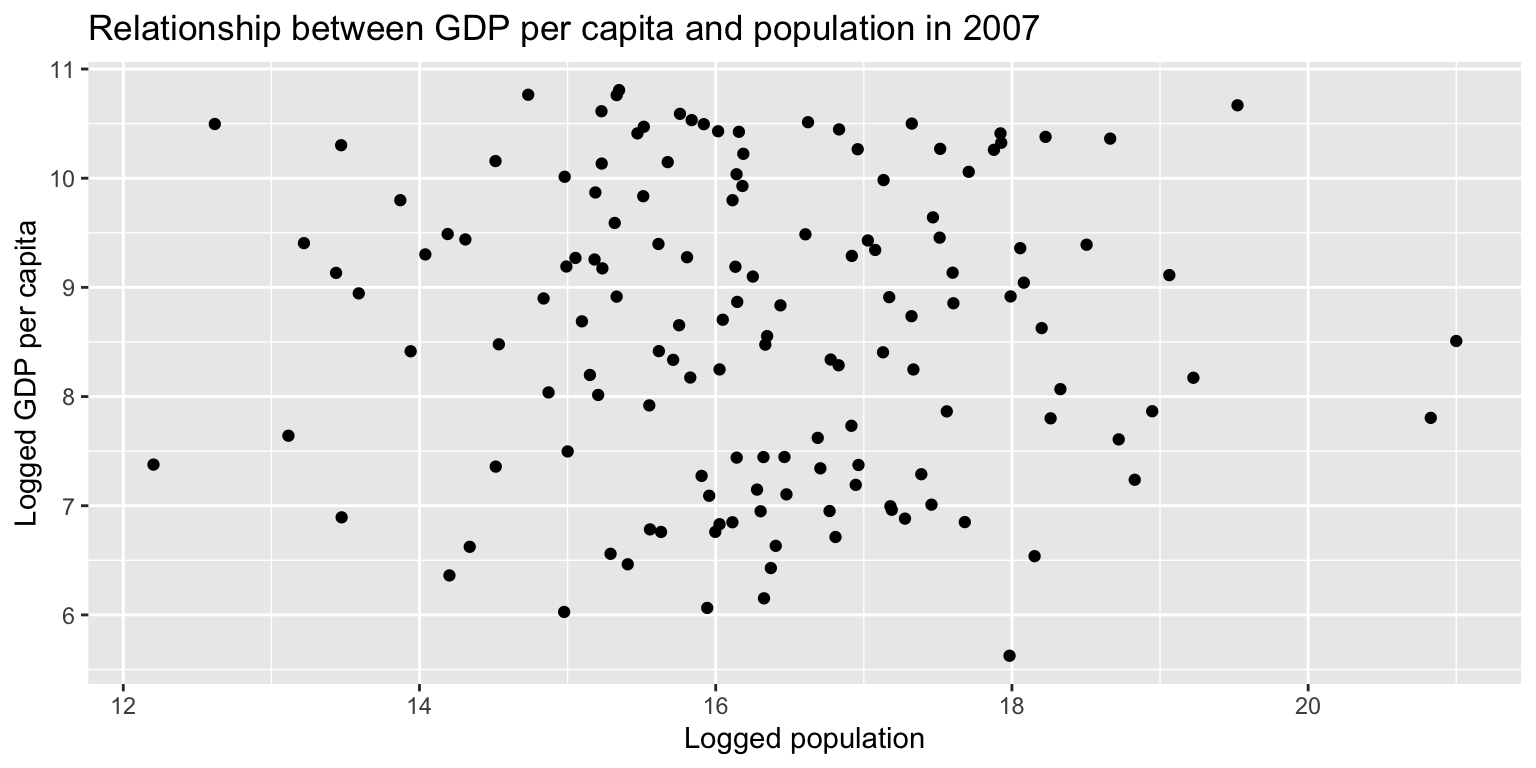 Relationship between GDP per capita and population in 2007
11
10
9
8
7
6
Logged GDP per capita
12 14 16 18 20
Logged population